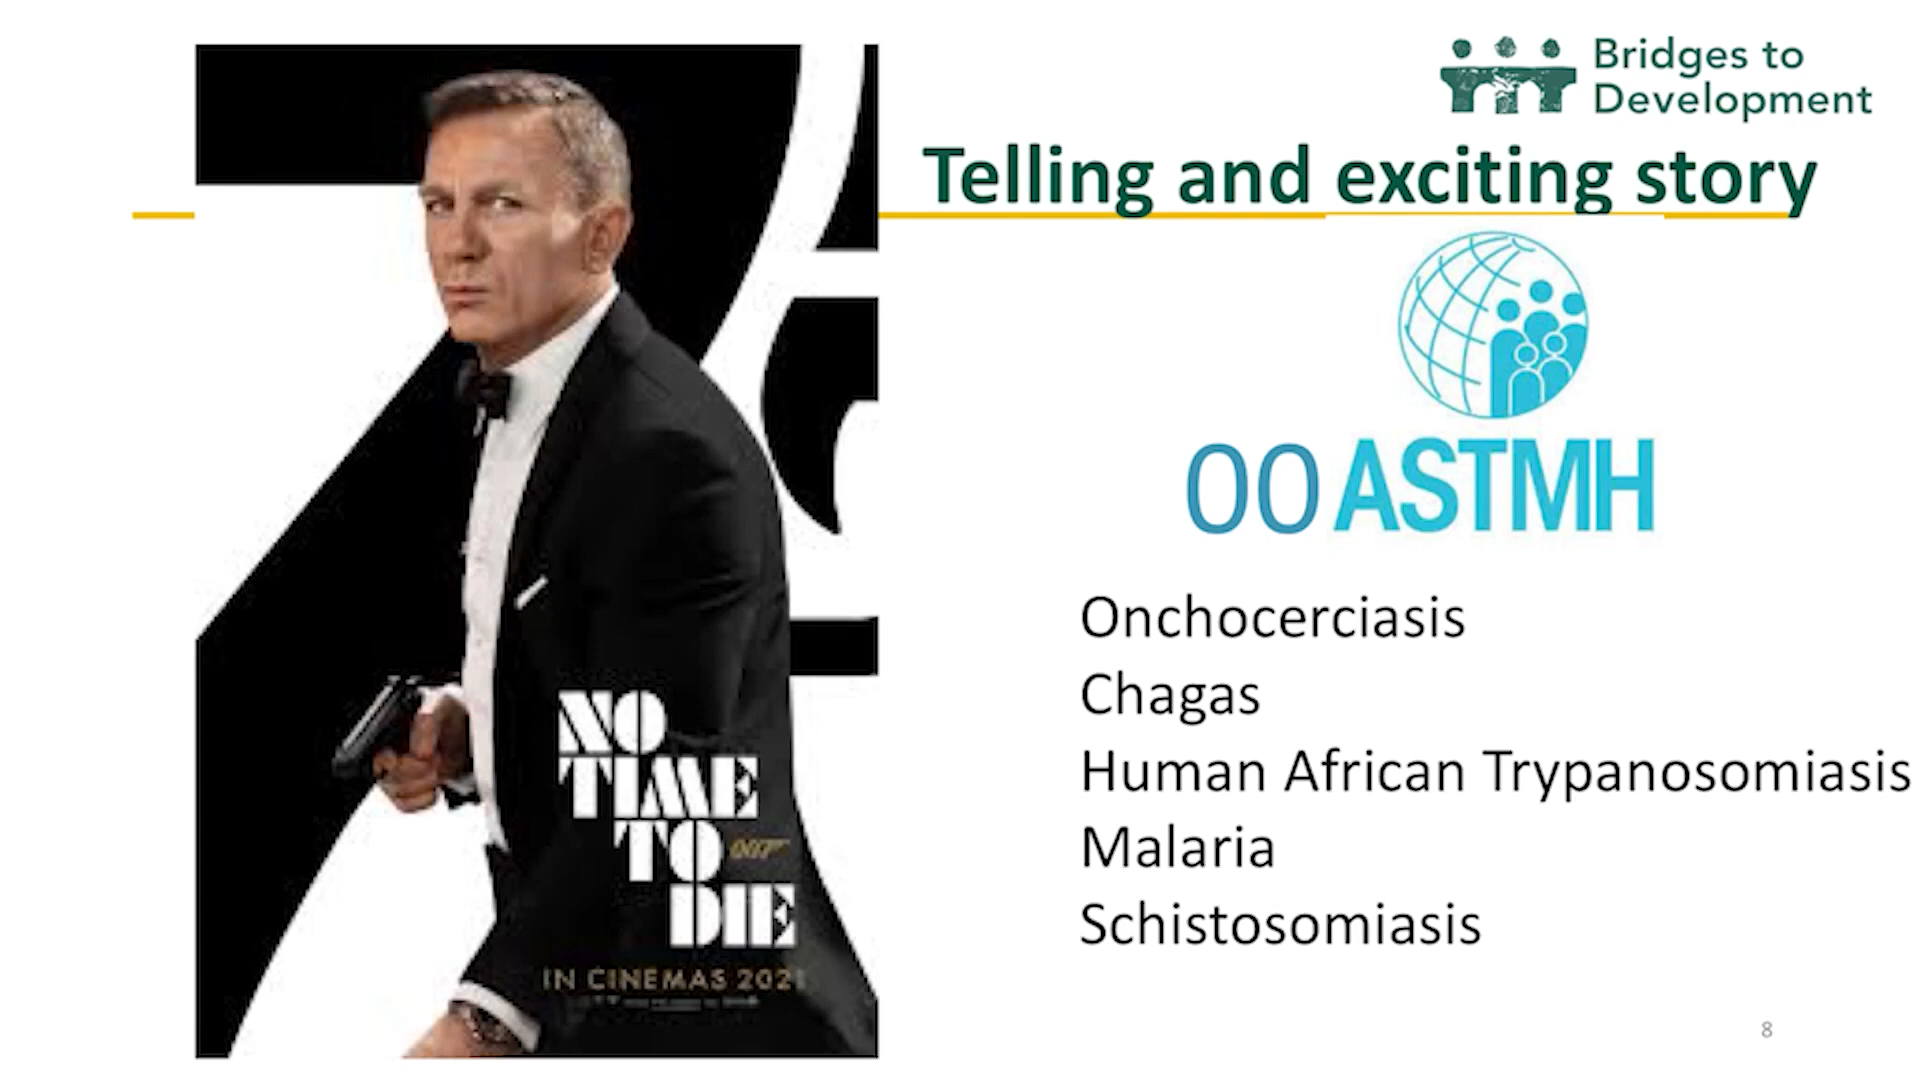 Bridges to
Development
Telling and exciting story
00 ASTMH
Onchocerciasis
Chagas
Human African Trypanosomiasis
Malaria
Schistosomiasis
NO
TIME
TO 007
DIE
IN CINEMAS 2021
8